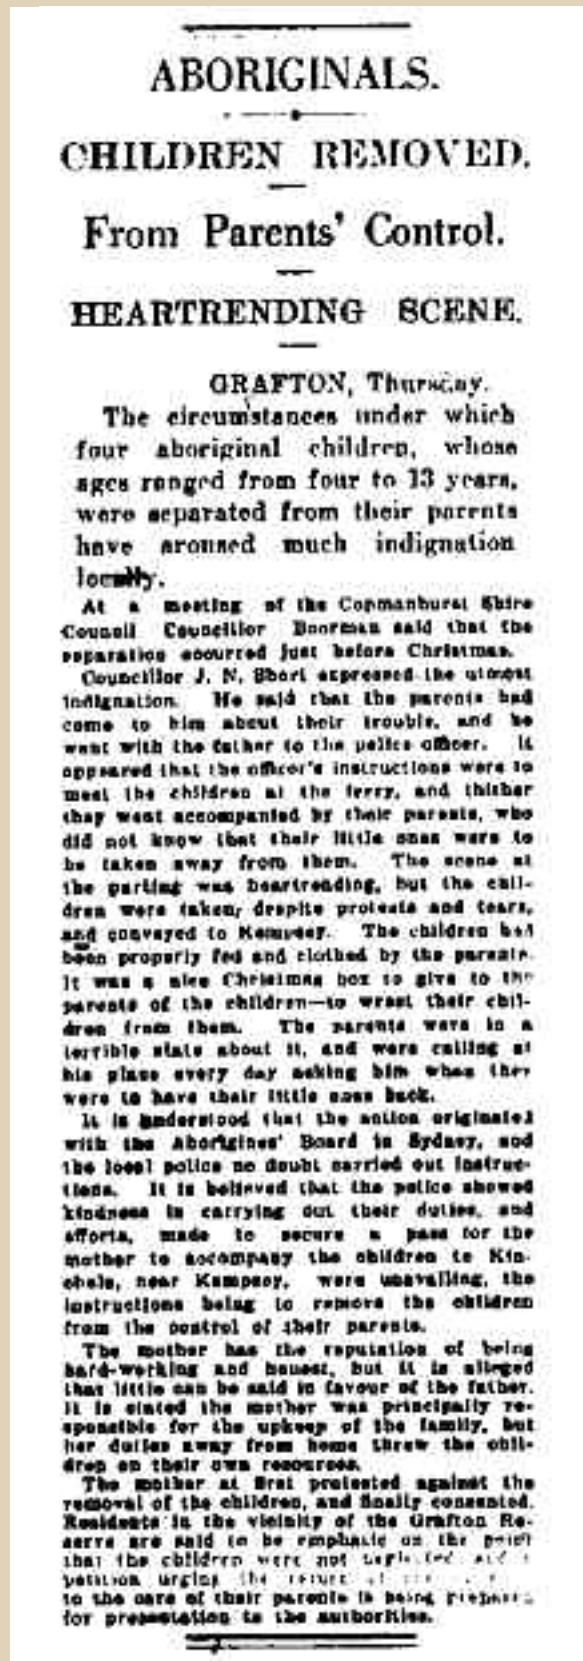 ABORIGINALS.
CHILDREN REMOVED.
From Parents' Control.
HEARTRENDING SCENE.
GRAFTON, Thursday.
The circumstances under which
four aboriginal children, whose
ages ranged from four to 13 years,
were separated from their parents
have aroused much indignation
locally.
At a meeting of the Copmanhurst Shire
Council Councillor Doorman said that the
separation occurred just before Christmas.
Councillor J. N. Short expressed the utmost
indignation. He said that the parents had
come to him about their trouble, and he
went with the father to the police officer. It
appeared that the officer's instructions were to
meet the children at the ferry, and thither
they went accompanied by their parents, who
did not know that their little ones were to
be taken away from them. The scene at
the parting was heartrending, but the chil-
dren were taken, despite protests and tears,
and conveyed to Kempsey. The children had
been properly fed and clothed by the parents.
It was a nice Christmas box to give to the
parents of the children—to wrest their chil-
dren from them. The parents were in a
terrible state about it, and were calling at
his place every day asking him when they
were to have their little ones back.
It is understood that the action originated
with the Aborigines' Board in Sydney, and
the local police no doubt carried out instruc-
tions. It is believed that the police showed
kindness in carrying out their duties, and
efforts, made to secure a pass for the
mother to accompany the children to Kin-
chela, near Kempsey, were unavailing, the
instructions being to remove the children
from the control of their parents.
The mother has the reputation of being
hard-working and honest, but it is alleged
that little can be said in favour of the father.
It is stated the mother was principally re-
sponsible for the upkeep of the family, but
her duties away from home threw the chil-
dren on their own resources.
The mother at first protested against the
removal of the children, and finally consented.
Residents in the vicinity of the Grafton Re-
serve are said to be emphatic on the point
that the children were not neglected and a
petition urging the return of
to the care of their parents is being prepared
for presentation to the authorities.